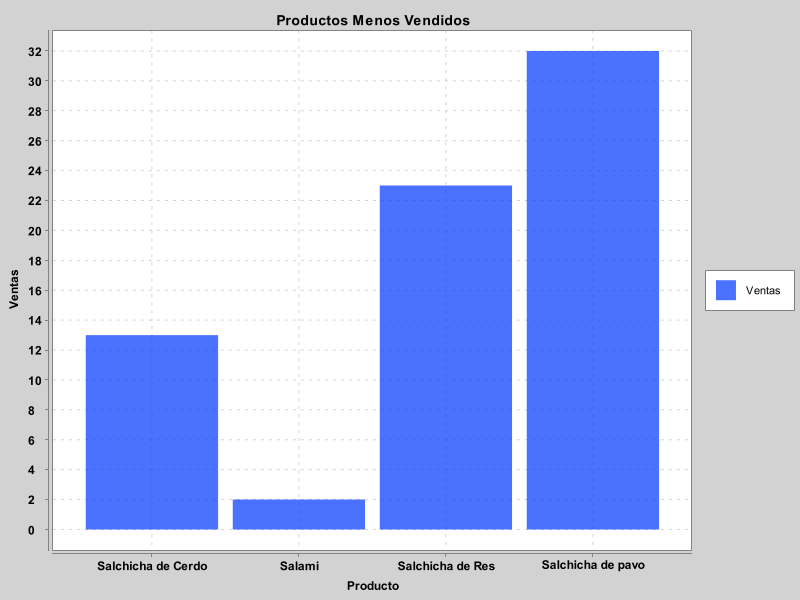 Productos Menos Vendidos
Ventas
32
30
28
26
24
22
20
18
16
14
12
10
8
6
4
2
0
Salchicha de Cerdo
Salami
Salchicha de Res
Salchicha de pavo
Producto
Ventas